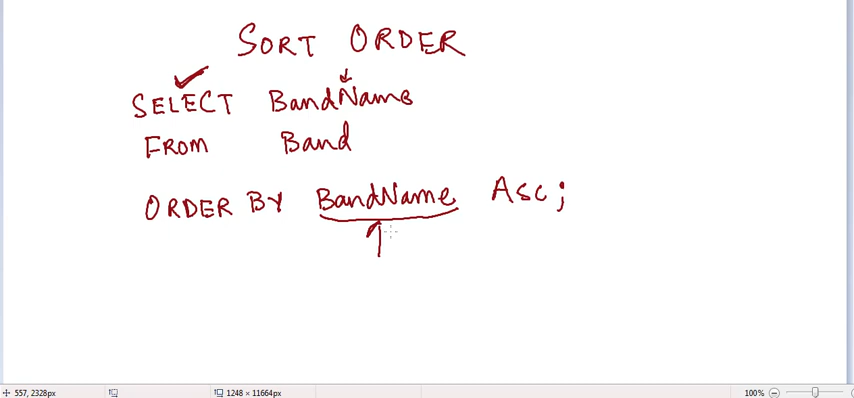 SORT ORDER
SELECT BandName
FROM Band
ORDER BY BandName Asc;
557, 2328px
1248 × 11664px
100%